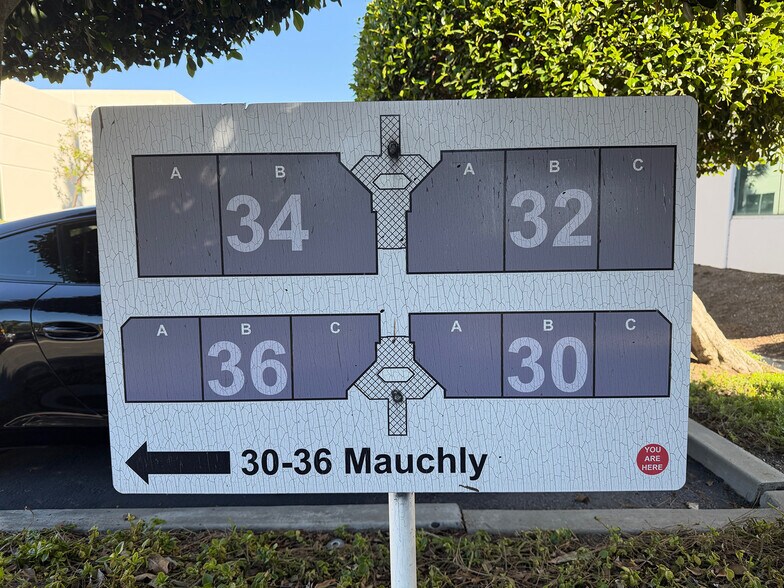 A B A B C
34 32
A B C A B C
36 30
30-36 Mauchly
YOU
ARE
HERE